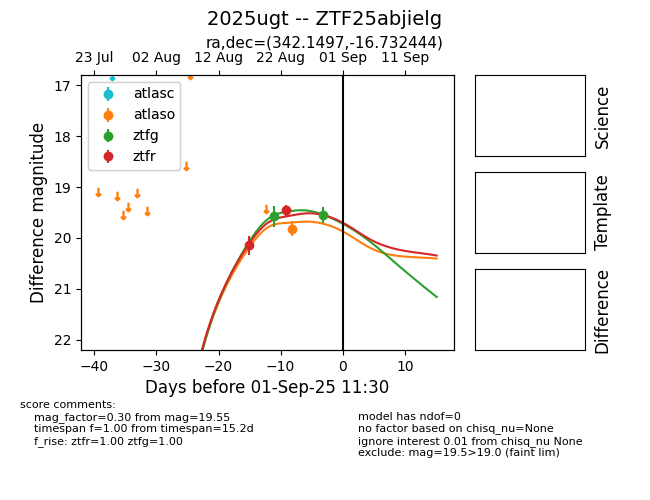 2025ugt -- ZTF25abjielg
ra,dec=(342.1497,-16.732444)
23 Jul 02 Aug 12 Aug 22 Aug 01 Sep 11 Sep
17
18
19
20
21
22
Difference magnitude
atlasc
atlaso
ztfg
ztfr
−40 −30 −20 −10 0 10
Days before 01-Sep-25 11:30
Science
Template
Difference
score comments:
mag_factor=0.30 from mag=19.55
timespan f=1.00 from timespan=15.2d
f_rise: ztfr=1.00 ztfg=1.00
model has ndof=0
no factor based on chisq_nu=None
ignore interest 0.01 from chisq_nu None
exclude: mag=19.5>19.0 (faint lim)